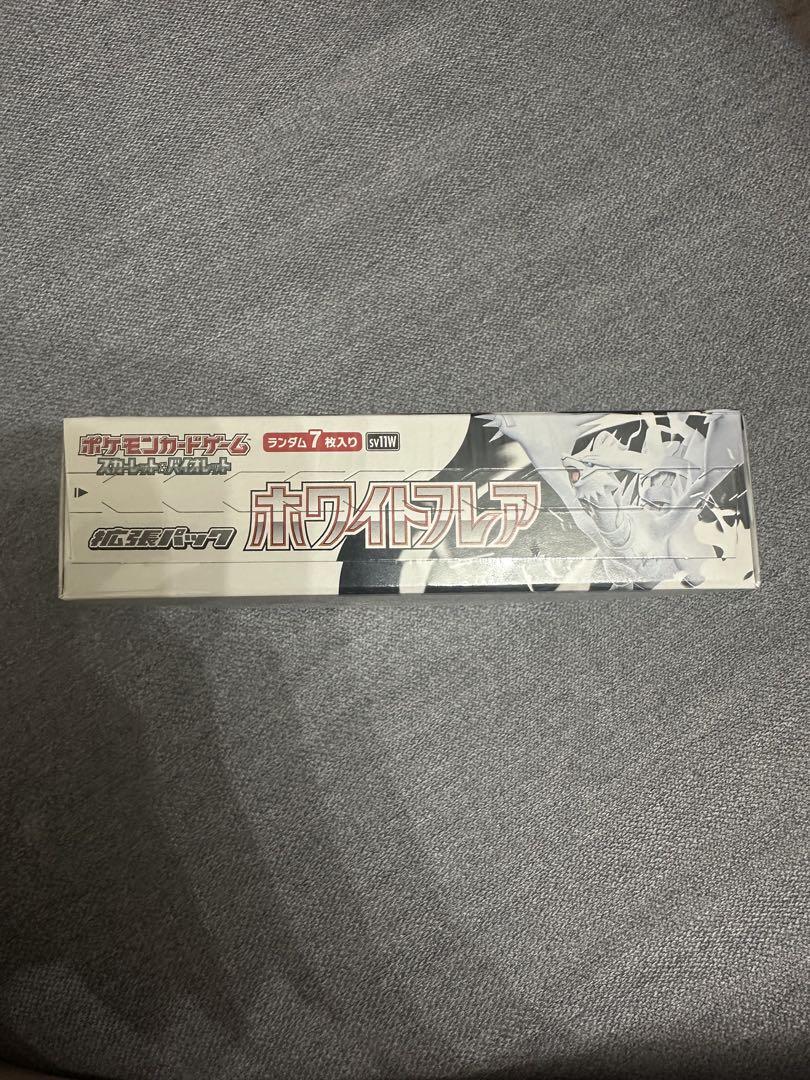 ポケモンカードゲーム
スカーレット&バイオレット
ランダム7枚入り
SV11W
拡張パック
ホワイトフレア